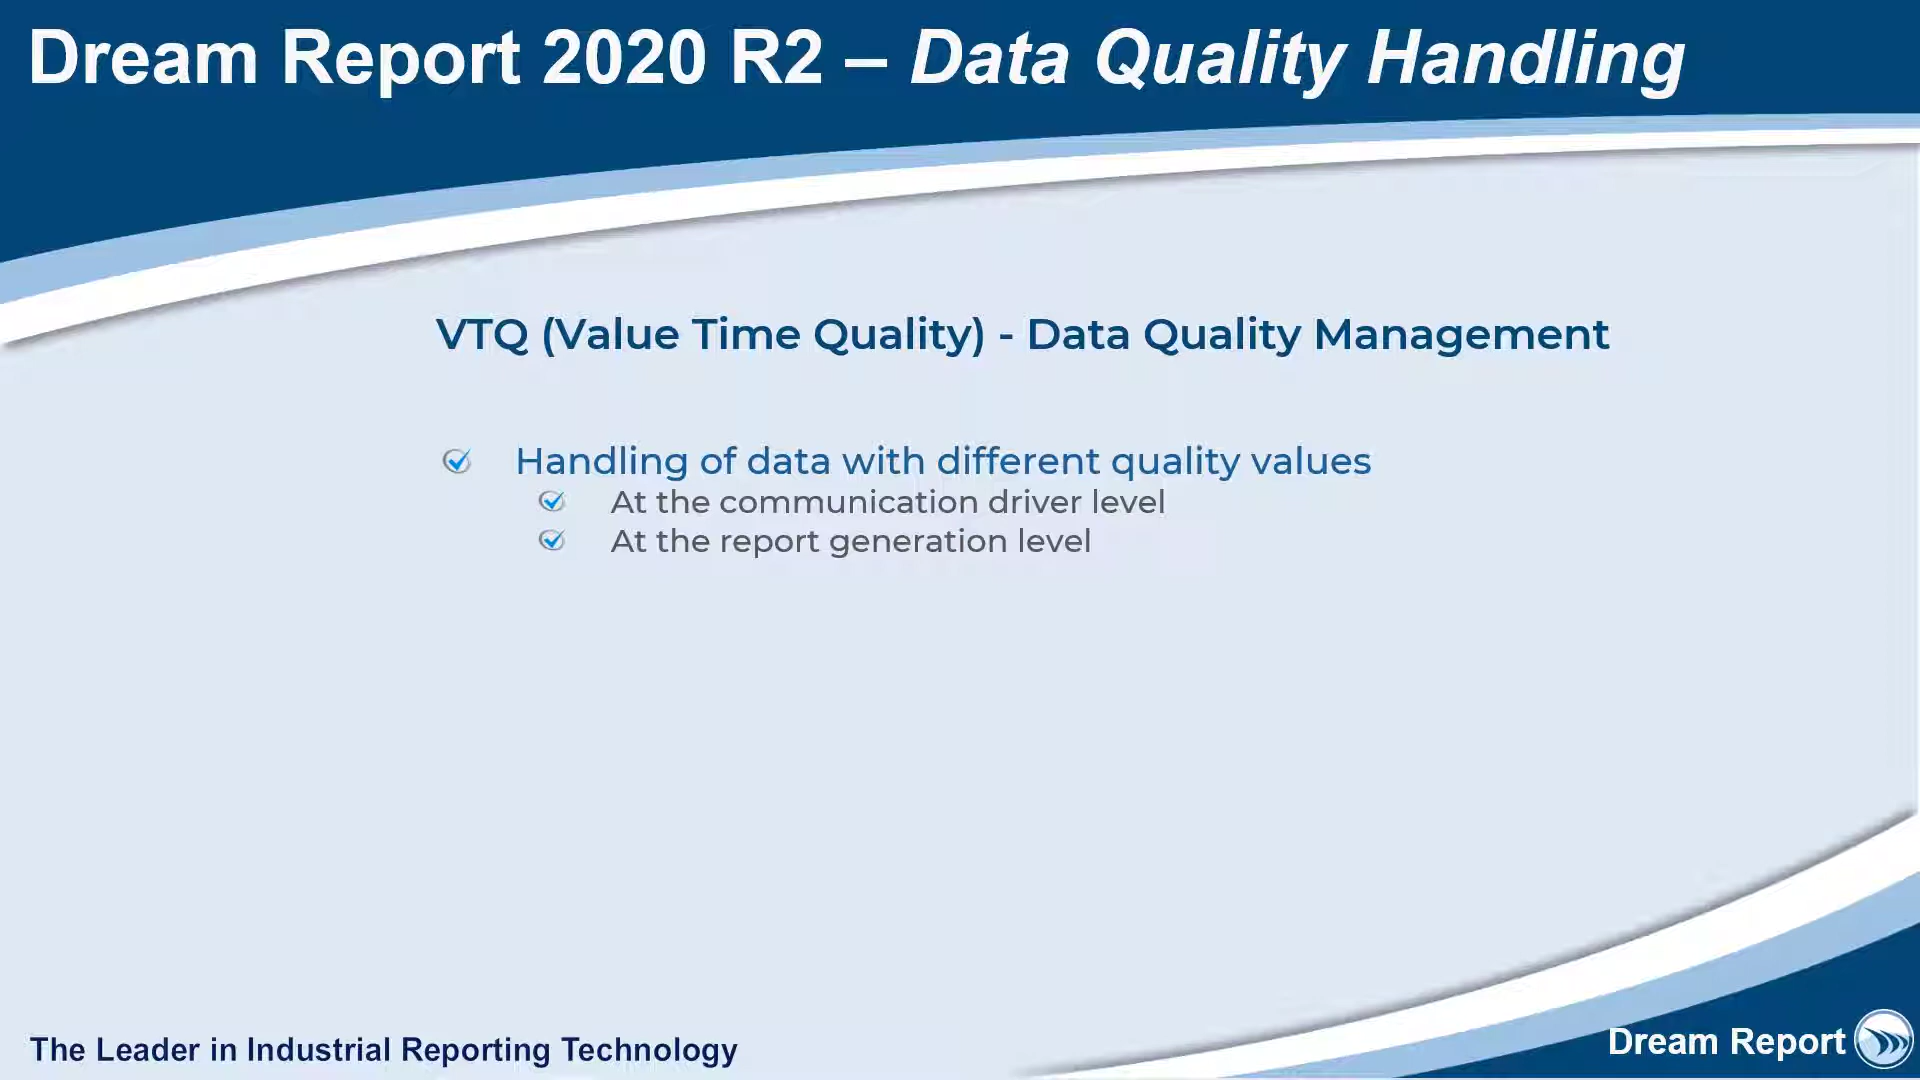 Dream Report 2020 R2 – Data Quality Handling
VTQ (Value Time Quality) - Data Quality Management
Handling of data with different quality values
At the communication driver level
At the report generation level
The Leader in Industrial Reporting Technology
Dream Report